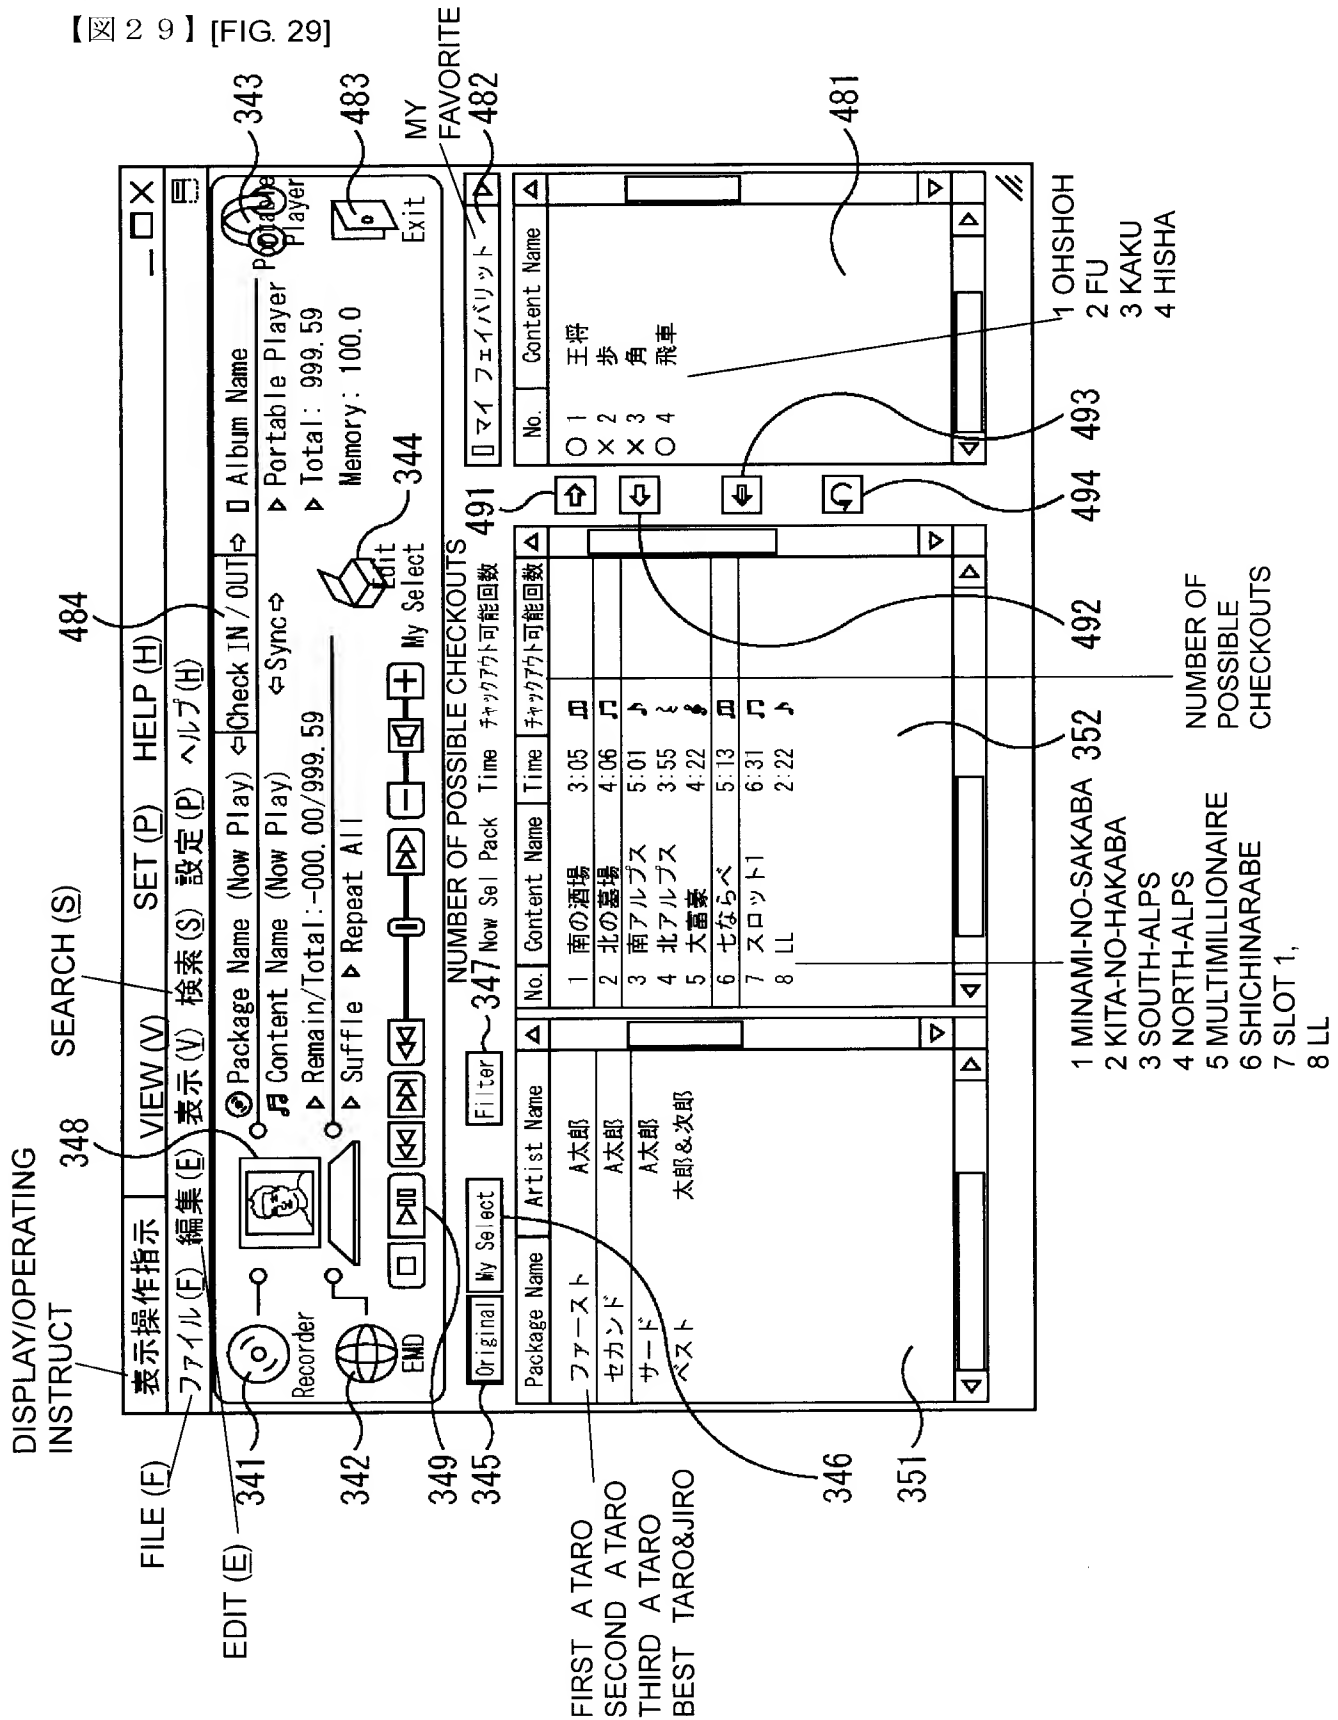 【図２９】[FIG. 29]
DISPLAY/OPERATING
INSTRUCT
SEARCH (S)
FILE (F)
EDIT (E)
VIEW (V)
SET (P)
HELP (H)
表示操作指示
ファイル(F) 編集(E) 表示(V) 検索(S) 設定(P) ヘルプ(H)
348
484
341
Recorder
342
EMD
349
Package Name (Now Play)
Content Name (Now Play)
Remain/Total:-000.00/999.59
Suffle Repeat All
⇦Check IN / OUT⇨
⇦Sync⇨
Album Name
Portable Player
Total: 999.59
Memory: 100.0
Portable
Player
343
Exit
483
344
Edit
My Select
NUMBER OF POSSIBLE CHECKOUTS
345
Original
My Select
Filter
347
Now Sel Pack Time チャックアウト可能回数
491
マイ フェイバリット
MY
FAVORITE
482
Package Name Artist Name
ファースト A太郎
セカンド A太郎
サード A太郎
ベスト 太郎&次郎
No. Content Name Time チャックアウト可能回数
1 南の酒場 3:05
2 北の墓場 4:06
3 南アルプス 5:01
4 北アルプス 3:55
5 大富豪 4:22
6 七ならべ 5:13
7 スロット1 6:31
8 LL 2:22
No. Content Name
○ 1 王将
× 2 歩
× 3 角
○ 4 飛車
481
346
351
352
492
494
493
FIRST A TARO
SECOND A TARO
THIRD A TARO
BEST TARO&JIRO
1 MINAMI-NO-SAKABA
2 KITA-NO-HAKABA
3 SOUTH-ALPS
4 NORTH-ALPS
5 MULTIMILLIONAIRE
6 SHICHINARABE
7 SLOT 1,
8 LL
NUMBER OF
POSSIBLE
CHECKOUTS
1 OHSHOH
2 FU
3 KAKU
4 HISHA